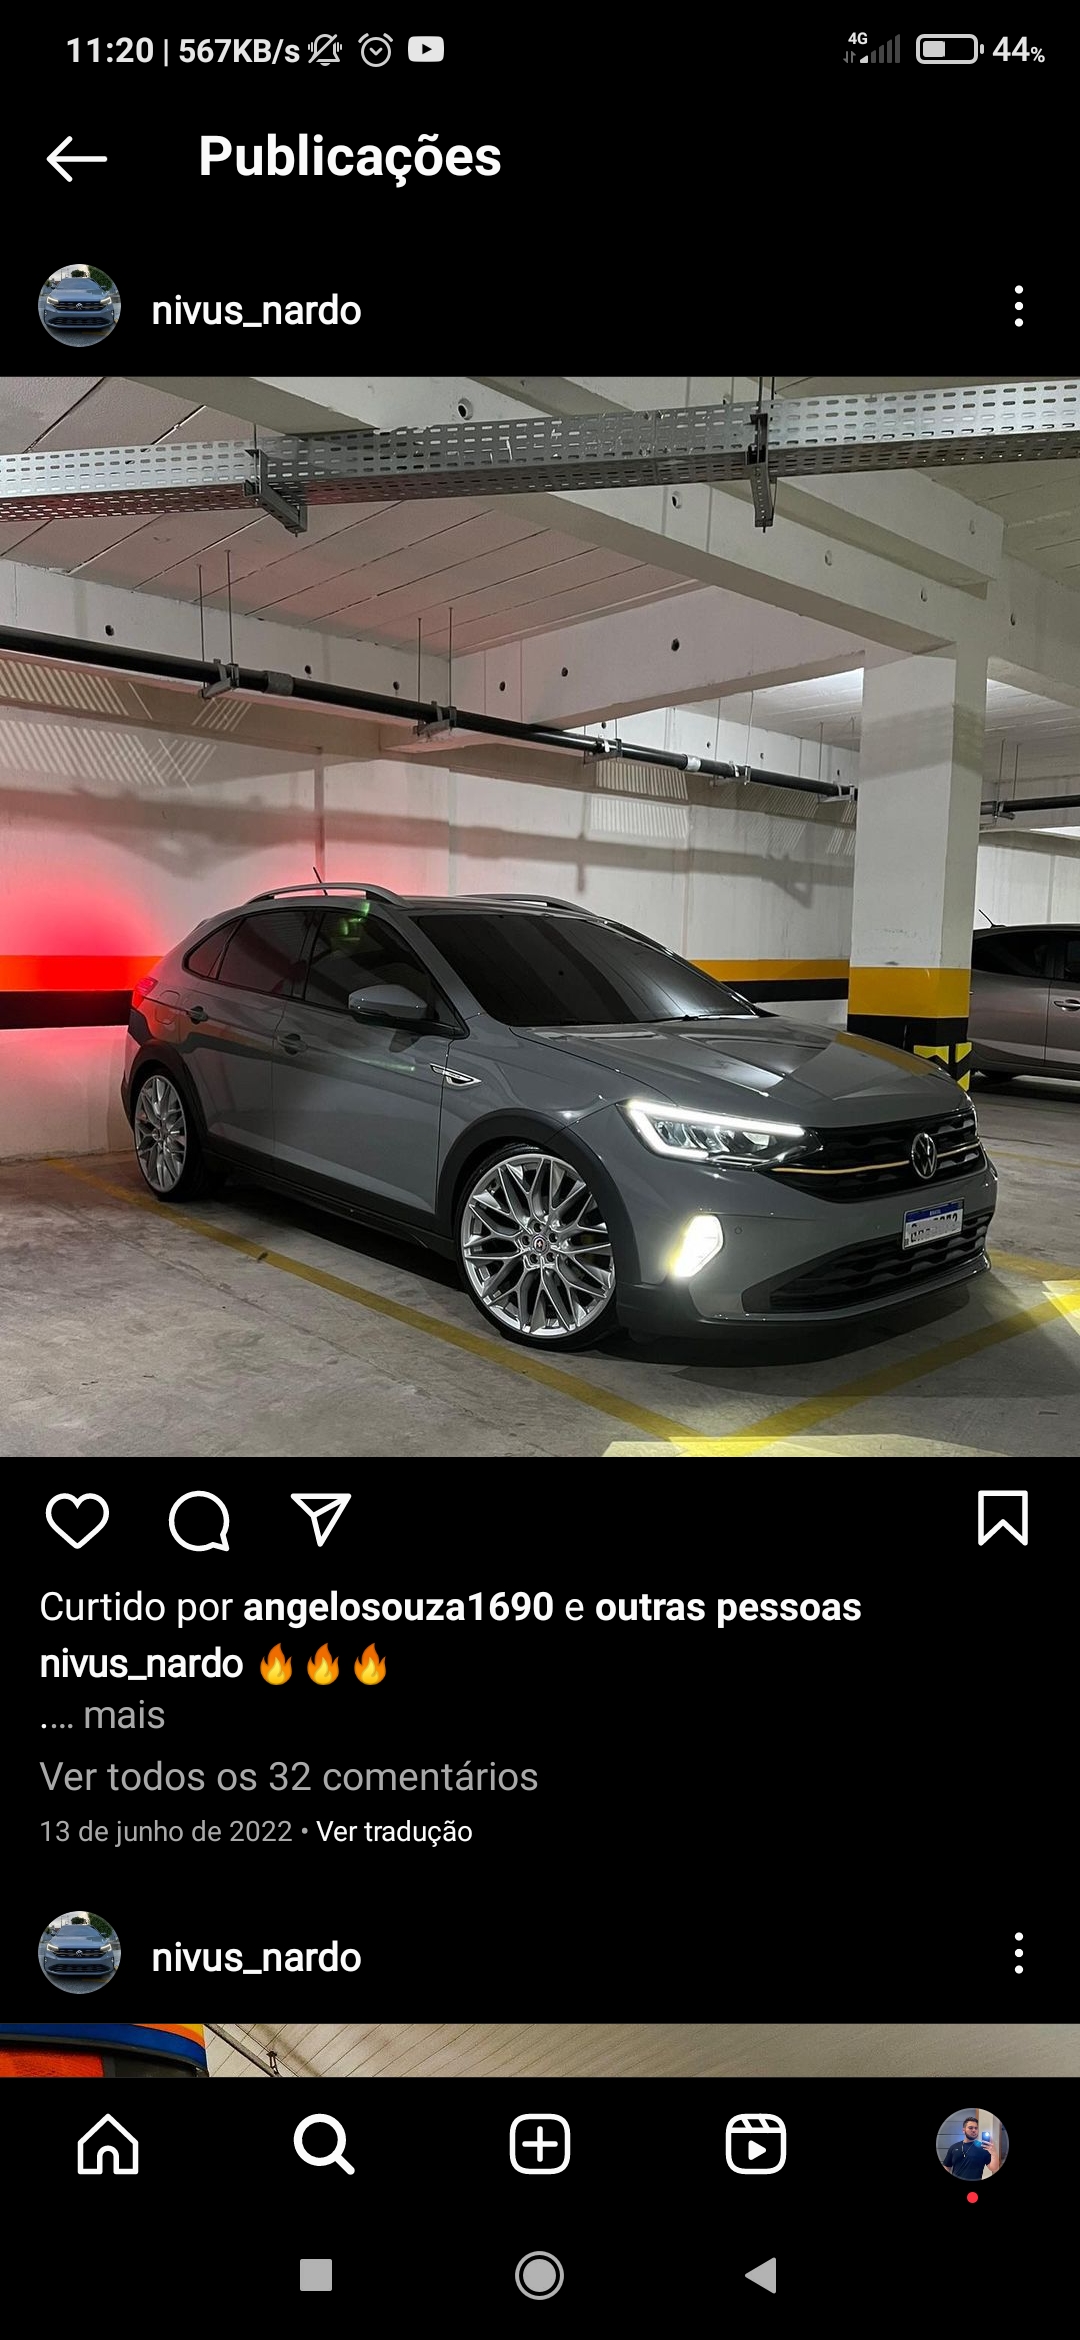 11:20 | 567KB/s
4G
44%
Publicações
nivus_nardo
BRASIL
Curtido por angelosouza1690 e outras pessoas
nivus_nardo 🔥🔥🔥
.... mais
Ver todos os 32 comentários
13 de junho de 2022 • Ver tradução
nivus_nardo